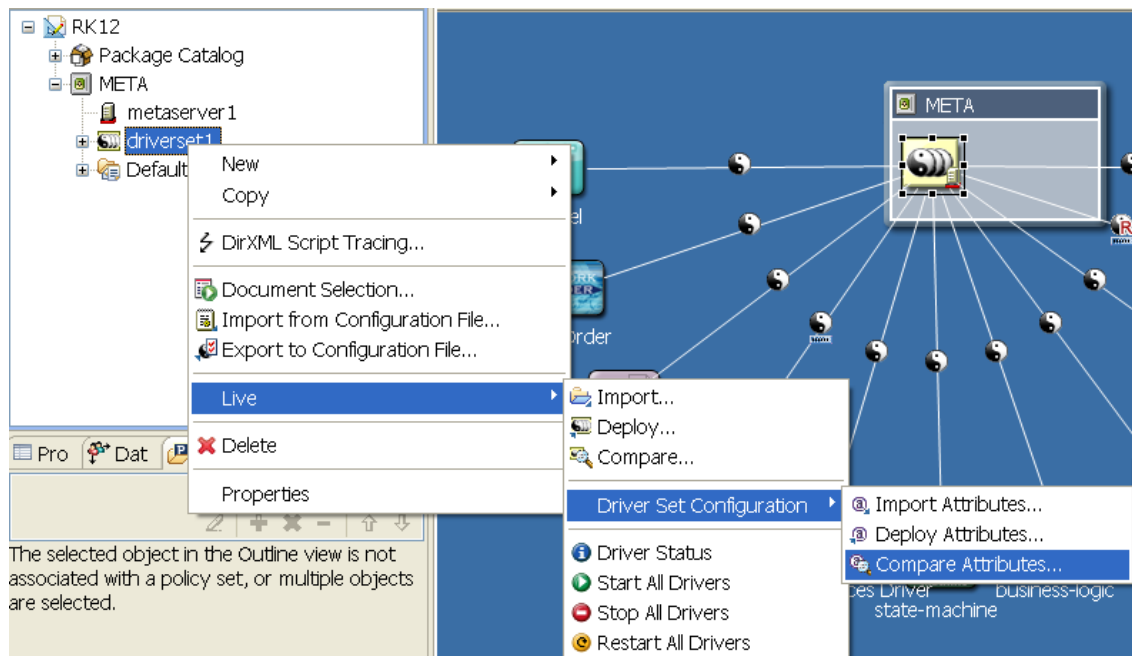 RK12
Package Catalog
META
metaserver1
driverset1
Default
New
Copy
DirXML Script Tracing...
Document Selection...
Import from Configuration File...
Export to Configuration File...
Live
Delete
Properties
Import...
Deploy...
Compare...
Driver Set Configuration
Driver Status
Start All Drivers
Stop All Drivers
Restart All Drivers
Import Attributes...
Deploy Attributes...
Compare Attributes...
META
el
rder
ces Driver
business-logic
state-machine
Pro
Dat
The selected object in the Outline view is not
associated with a policy set, or multiple objects
are selected.